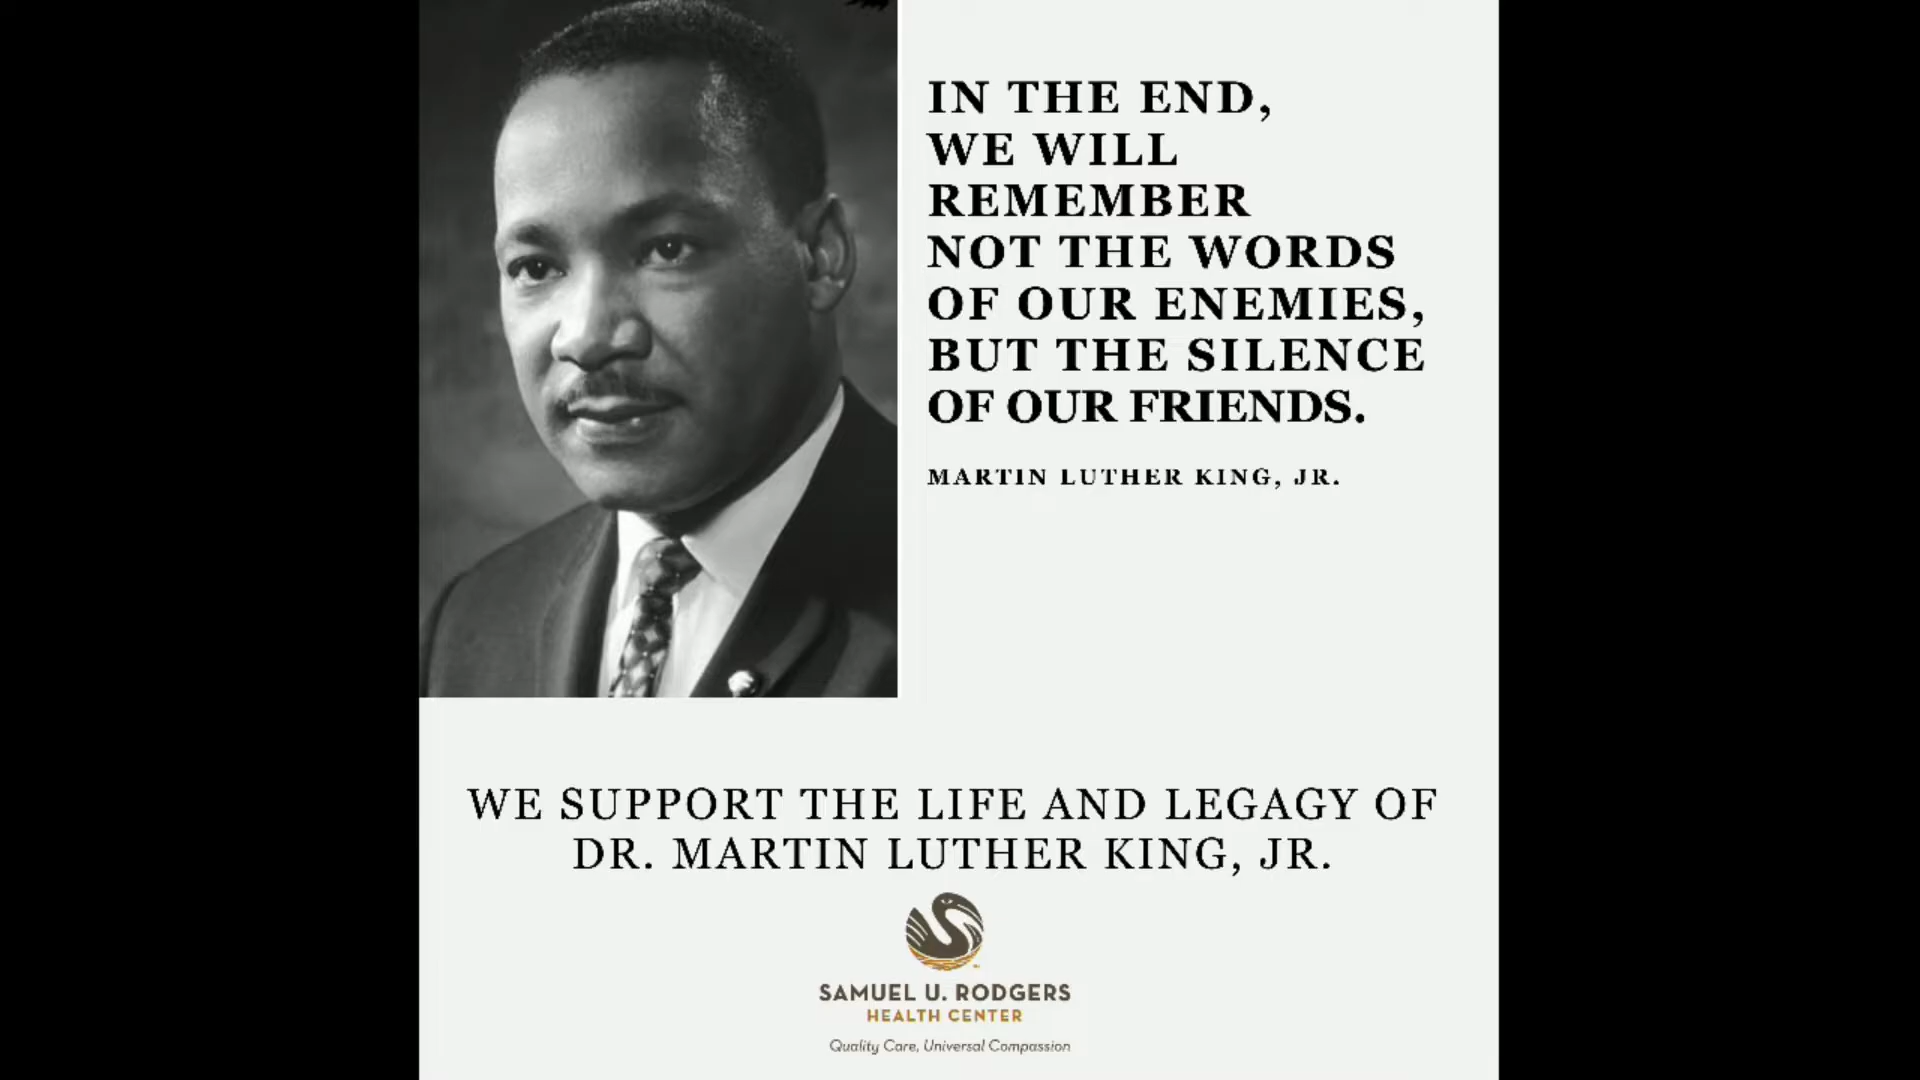 IN THE END,
WE WILL
REMEMBER
NOT THE WORDS
OF OUR ENEMIES,
BUT THE SILENCE
OF OUR FRIENDS.
MARTIN LUTHER KING, JR.
WE SUPPORT THE LIFE AND LEGAGY OF
DR. MARTIN LUTHER KING, JR.
SAMUEL U. RODGERS
HEALTH CENTER
Quality Care, Universal Compassion